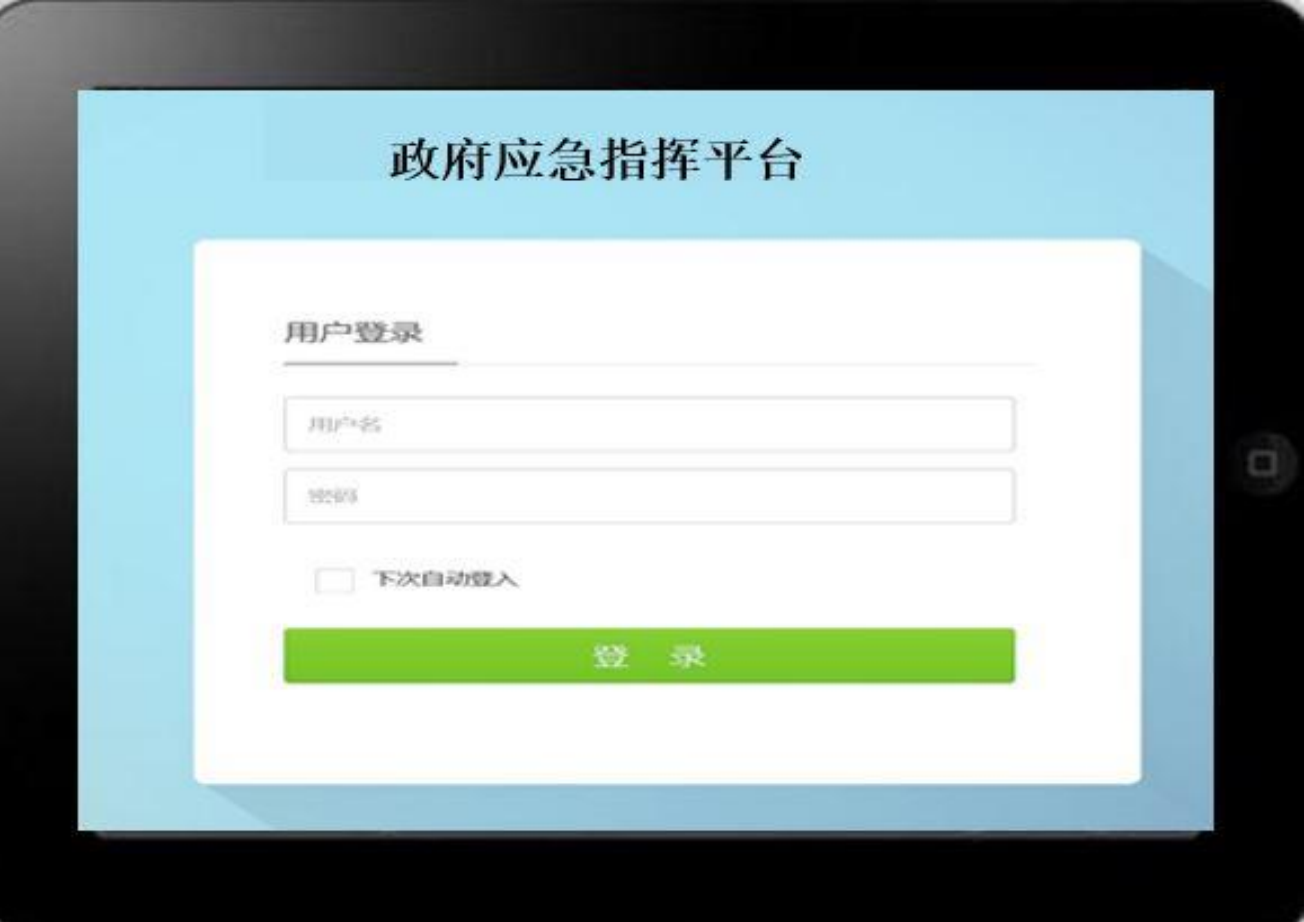 政府应急指挥平台
用户登录
用户名
密码
下次自动登入
登 录